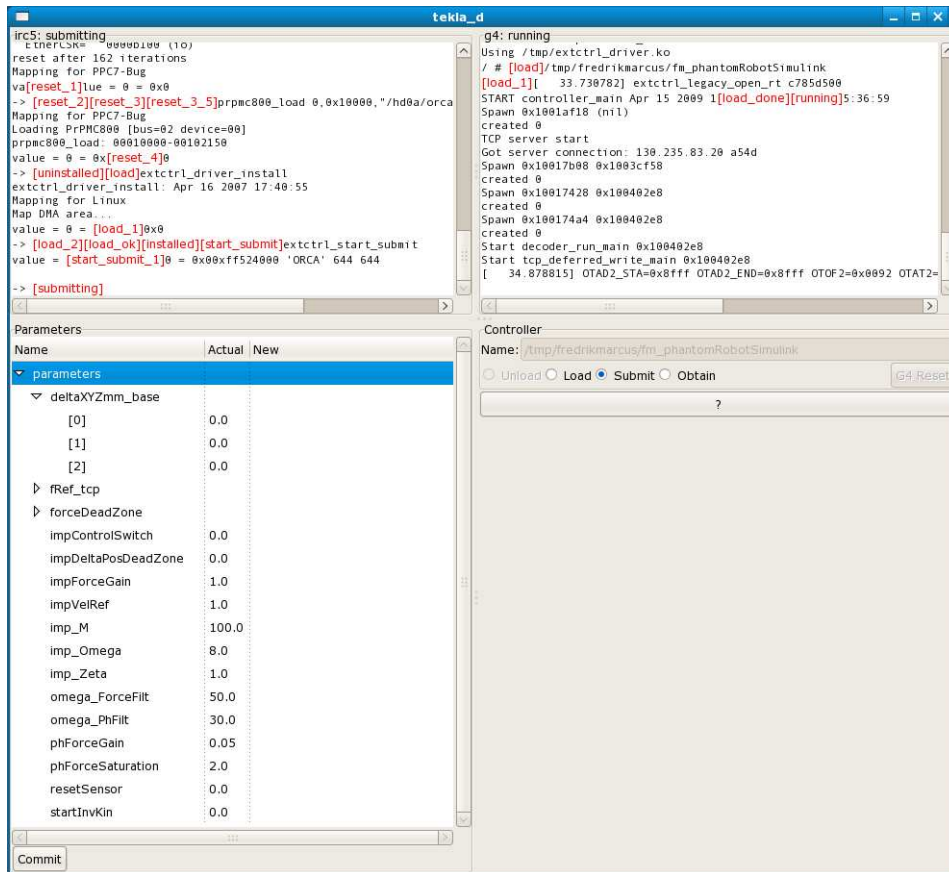 tekla_d
irc5: submitting
EtherCSR= 0000b100 (io)
reset after 162 iterations
Mapping for PPC7-Bug
va[reset_1]lue = 0 = 0x0
-> [reset_2][reset_3][reset_3_5]prpmc800_load 0,0x10000,"/hd0a/orca
Mapping for PPC7-Bug
Loading PrPMC800 [bus=02 device=00]
prpmc800_load: 00010000-00102150
value = 0 = 0x[reset_4]0
-> [uninstalled][load]extctrl_driver_install
extctrl_driver_install: Apr 16 2007 17:40:55
Mapping for Linux
Map DMA area...
value = 0 = [load_1]0x0
-> [load_2][load_ok][installed][start_submit]extctrl_start_submit
value = [start_submit_1]0 = 0x00xff524000 'ORCA' 644 644
-> [submitting]
g4: running
Using /tmp/extctrl_driver.ko
/ # [load]/tmp/fredrikmarcus/fm_phantomRobotSimulink
[load_1][ 33.730782] extctrl_legacy_open_rt c785d500
START controller_main Apr 15 2009 1[load_done][running]5:36:59
Spawn 0x1001af18 (nil)
created 0
TCP server start
Got server connection: 130.235.83.20 a54d
Spawn 0x10017b08 0x1003cf58
created 0
Spawn 0x10017428 0x100402e8
created 0
Spawn 0x100174a4 0x100402e8
created 0
Start decoder_run_main 0x100402e8
Start tcp_deferred_write_main 0x100402e8
[ 34.878815] OTAD2_STA=0x8fff OTAD2_END=0x8fff OTOF2=0x0092 OTAT2=
Parameters
Name Actual New
parameters
deltaXYZmm_base
[0] 0.0
[1] 0.0
[2] 0.0
fRef_tcp
forceDeadZone
impControlSwitch 0.0
impDeltaPosDeadZone 0.0
impForceGain 1.0
impVelRef 1.0
imp_M 100.0
imp_Omega 8.0
imp_Zeta 1.0
omega_ForceFilt 50.0
omega_PhFilt 30.0
phForceGain 0.05
phForceSaturation 2.0
resetSensor 0.0
startInvKin 0.0
Commit
Controller
Name: /tmp/fredrikmarcus/fm_phantomRobotSimulink
Unload Load Submit Obtain G4 Reset
?